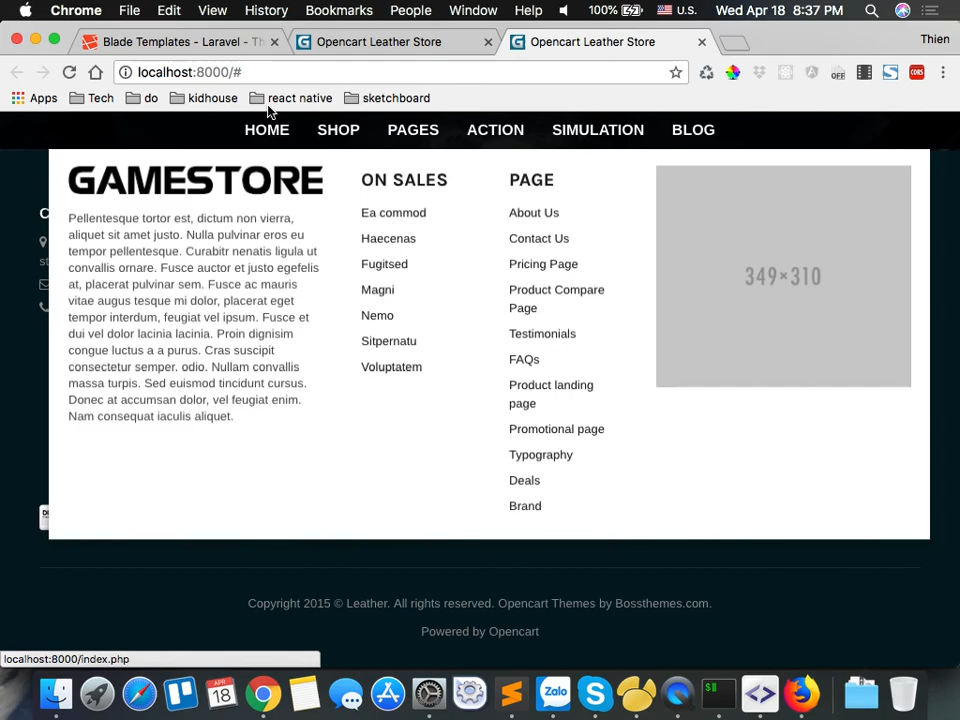 Chrome File Edit View History Bookmarks People Window Help 100% U.S. Wed Apr 18 8:37 PM
Blade Templates - Laravel - Th
Opencart Leather Store
Opencart Leather Store
Thien
localhost:8000/#
OFF
CORS
Apps Tech do kidhouse react native sketchboard
HOME SHOP PAGES ACTION SIMULATION BLOG
GAMESTORE
Pellentesque tortor est, dictum non vierra,
aliquet sit amet justo. Nulla pulvinar eros eu
tempor pellentesque. Curabitr nenatis ligula ut
convallis ornare. Fusce auctor et justo egefelis
at, placerat pulvinar sem. Fusce ac mauris
vitae augus tesque mi dolor, placerat eget
tempor interdum, feugiat vel ipsum. Fusce et
dui vel dolor lacinia lacinia. Proin dignisim
congue luctus a a purus. Cras suscipit
consectetur semper. odio. Nullam convallis
massa turpis. Sed euismod tincidunt cursus.
Donec at accumsan dolor, vel feugiat enim.
Nam consequat iaculis aliquet.
ON SALES
Ea commod
Haecenas
Fugitsed
Magni
Nemo
Sitpernatu
Voluptatem
PAGE
About Us
Contact Us
Pricing Page
Product Compare
Page
Testimonials
FAQs
Product landing
page
Promotional page
Typography
Deals
Brand
349×310
Copyright 2015 © Leather. All rights reserved. Opencart Themes by Bossthemes.com.
Powered by Opencart
localhost:8000/index.php
APR
18
Zalo